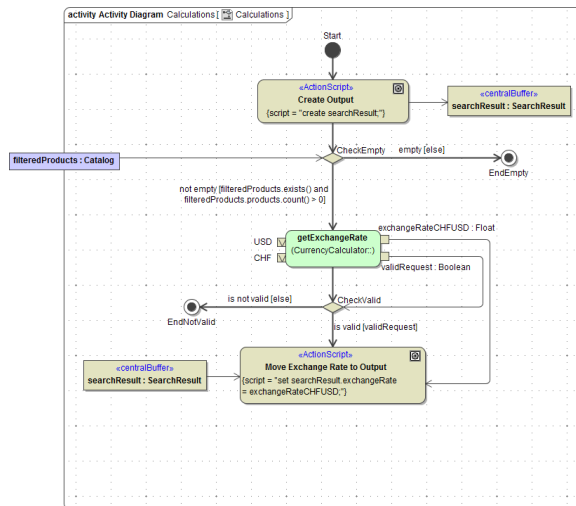 activity Activity Diagram Calculations [ Calculations ]
Start
«ActionScript»
Create Output
{script = "create searchResult;"}
«centralBuffer»
searchResult : SearchResult
CheckEmpty
empty [else]
EndEmpty
filteredProducts : Catalog
not empty [filteredProducts.exists() and
filteredProducts.products.count() > 0]
exchangeRateCHFUSD : Float
getExchangeRate
(CurrencyCalculator::)
USD
CHF
validRequest : Boolean
is not valid [else]
CheckValid
EndNotValid
is valid [validRequest]
«ActionScript»
Move Exchange Rate to Output
{script = "set searchResult.exchangeRate
= exchangeRateCHFUSD;"}
«centralBuffer»
searchResult : SearchResult